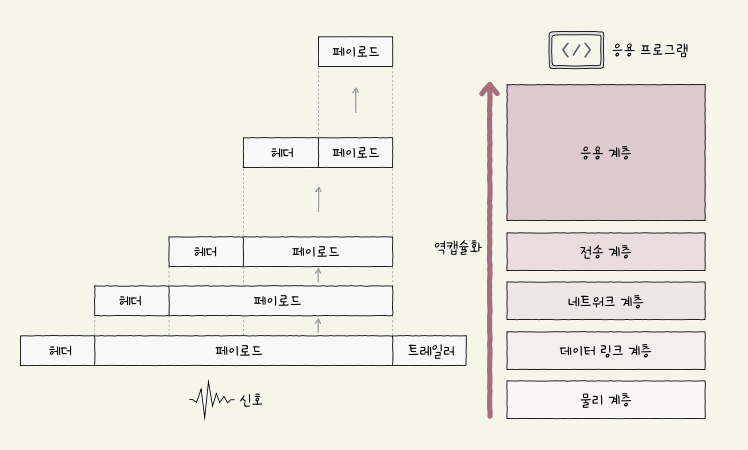 페이로드
응용 프로그램
헤더 페이로드
응용 계층
헤더 페이로드
역캡슐화
전송 계층
헤더 페이로드
네트워크 계층
헤더 페이로드 트레일러
데이터 링크 계층
신호
물리 계층